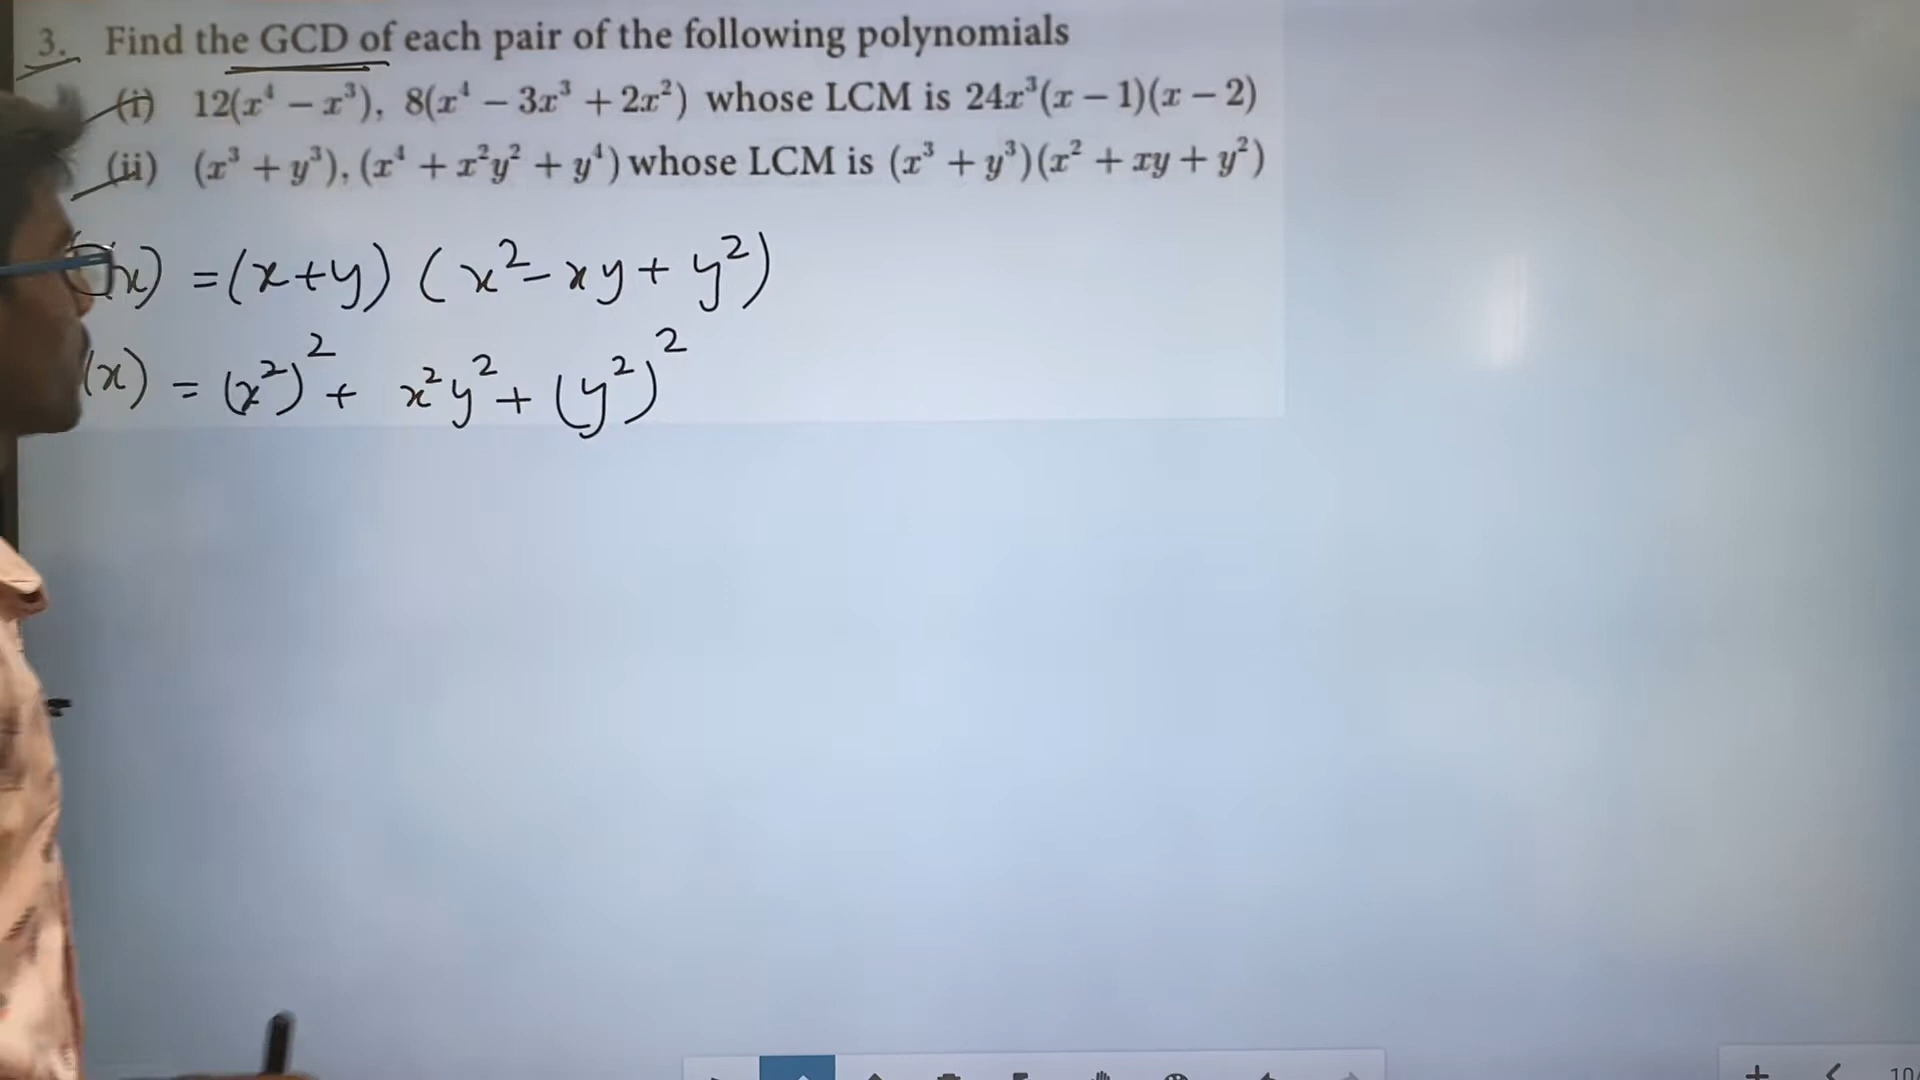 3. Find the GCD of each pair of the following polynomials
(i) 12(x⁴ − x³), 8(x⁴ − 3x³ + 2x²) whose LCM is 24x³(x − 1)(x − 2)
(ii) (x³ + y³), (x⁴ + x²y² + y⁴) whose LCM is (x³ + y³)(x² + xy + y²)
(x) = (x+y) (x² − xy + y²)
(x) = (x²)² + x²y² + (y²)²